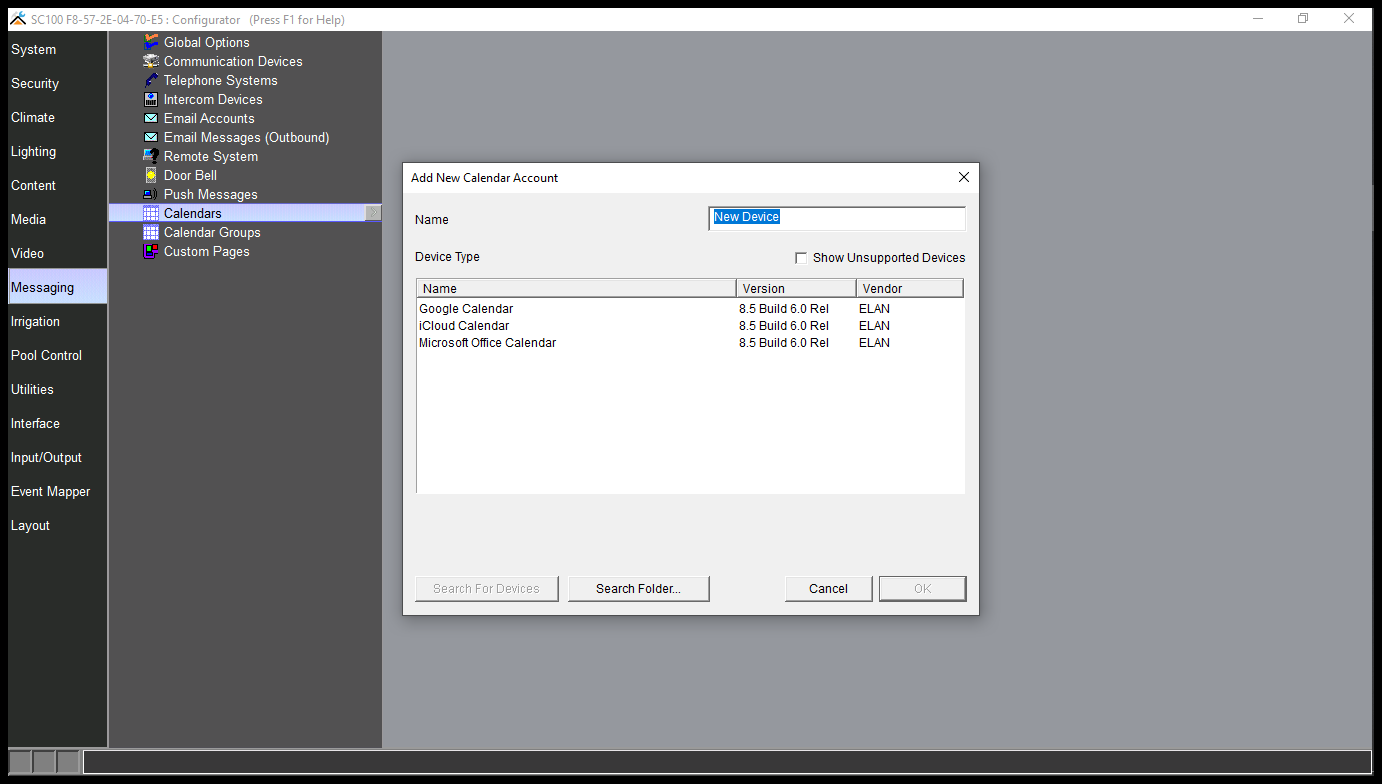 SC100 F8-57-2E-04-70-E5 : Configurator (Press F1 for Help)
System
Security
Climate
Lighting
Content
Media
Video
Messaging
Irrigation
Pool Control
Utilities
Interface
Input/Output
Event Mapper
Layout
Global Options
Communication Devices
Telephone Systems
Intercom Devices
Email Accounts
Email Messages (Outbound)
Remote System
Door Bell
Push Messages
Calendars
Calendar Groups
Custom Pages
Add New Calendar Account
Name New Device
Device Type Show Unsupported Devices
Name Version Vendor
Google Calendar 8.5 Build 6.0 Rel ELAN
iCloud Calendar 8.5 Build 6.0 Rel ELAN
Microsoft Office Calendar 8.5 Build 6.0 Rel ELAN
Search For Devices Search Folder... Cancel OK